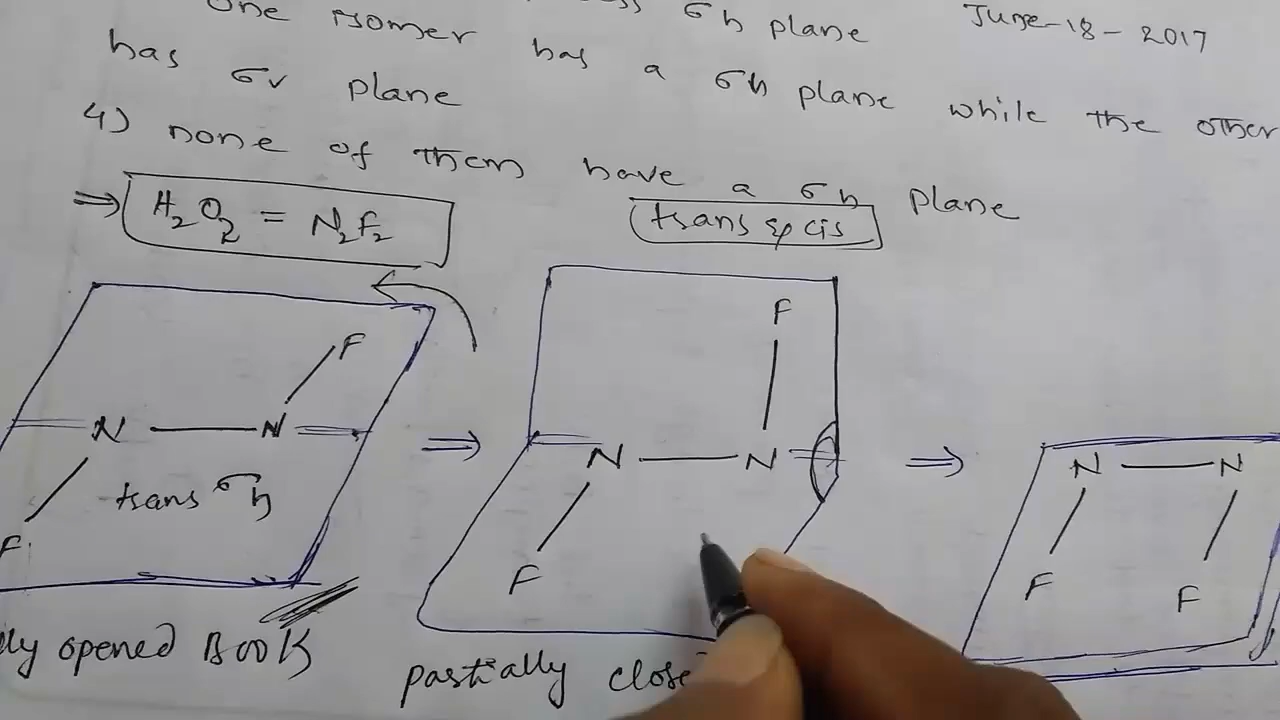 One isomer has a σh plane while the other
σh plane June-18-2017
has σv plane
4) none of them have a σh plane
⇒ H₂O₂ = N₂F₂
trans & cis
F
N — N
trans σh
F
opened BOOK
⇒
F
N — N
F
partially close
⇒
N — N
F F